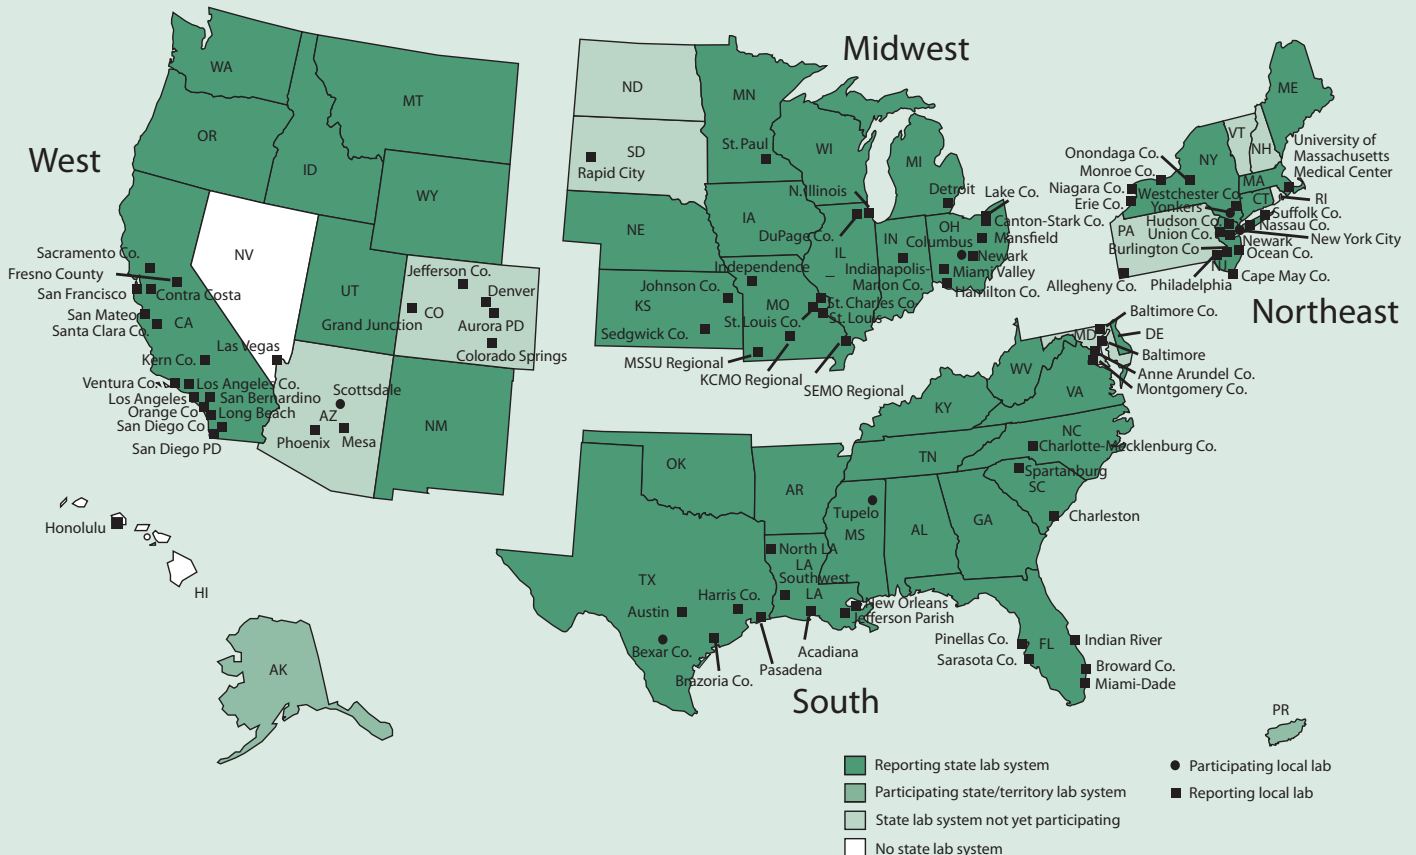 Midwest
West
South
Northeast
WA
OR
MT
ID
WY
NV
UT
CA
CO
AZ
NM
Sacramento Co.
Fresno County
San Francisco
Contra Costa
San Mateo
Santa Clara Co.
Kern Co.
Las Vegas
Ventura Co.
Los Angeles Co.
Los Angeles
San Bernardino
Orange Co
Long Beach
San Diego Co
San Diego PD
Jefferson Co.
Denver
Grand Junction
Aurora PD
Colorado Springs
Scottsdale
Phoenix
Mesa
Honolulu
HI
AK
ND
SD
Rapid City
MN
St. Paul
WI
MI
Detroit
NE
IA
N.Illinois
DuPage Co.
IL
IN
Indianapolis-
Marion Co.
OH
Columbus
Lake Co.
Canton-Stark Co.
Mansfield
Newark
Miami Valley
Hamilton Co.
KS
Johnson Co.
Sedgwick Co.
Independence
MO
St. Charles Co.
St. Louis Co.
St. Louis
MSSU Regional
KCMO Regional
SEMO Regional
ME
VT
NH
NY
MA
CT
RI
PA
NJ
University of
Massachusetts
Medical Center
Onondaga Co.
Monroe Co.
Niagara Co.
Erie Co.
Westchester Co.
Yonkers
Hudson Co.
Union Co.
Burlington Co
Suffolk Co.
Nassau Co.
New York City
Newark
Ocean Co.
Cape May Co.
Philadelphia
Allegheny Co.
Baltimore Co.
MD
DE
Baltimore
Anne Arundel Co.
Montgomery Co.
WV
VA
KY
NC
TN
Charlotte-Mecklenburg Co.
Spartanburg
SC
Charleston
OK
AR
Tupelo
MS
AL
GA
TX
North LA
LA
Southwest
LA
New Orleans
Jefferson Parish
Acadiana
Harris Co.
Austin
Bexar Co.
Brazoria Co.
Pasadena
FL
Pinellas Co.
Sarasota Co.
Indian River
Broward Co.
Miami-Dade
PR
Reporting state lab system
Participating state/territory lab system
State lab system not yet participating
No state lab system
Participating local lab
Reporting local lab